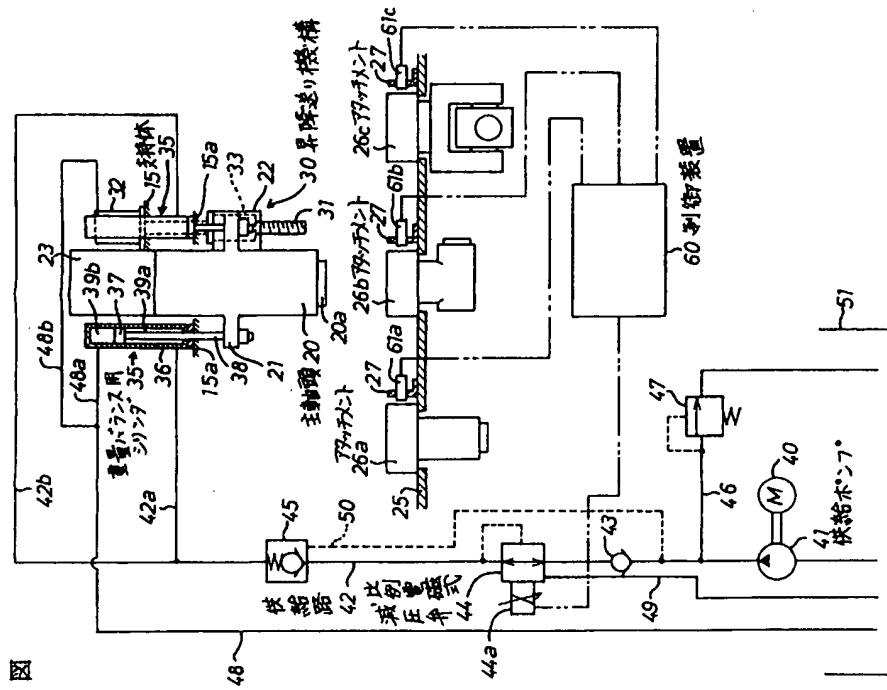 図
23
39b
37
39a
48b
48a
35
重量バランス用
シリンダ
36
15a
38
21
主軸頭 20
20a
32
15 支持体
35
15a
33
22
30 昇降送り機構
31
42b
42a
45
50
供給路
42
比例電磁式
減圧弁
44
44a
43
49
48
46
47
40
M
41
供給ポンプ
51
25
アタッチメント
26a
27
61a
26b アタッチメント
27
61b
26c アタッチメント
27
61c
60 制御装置